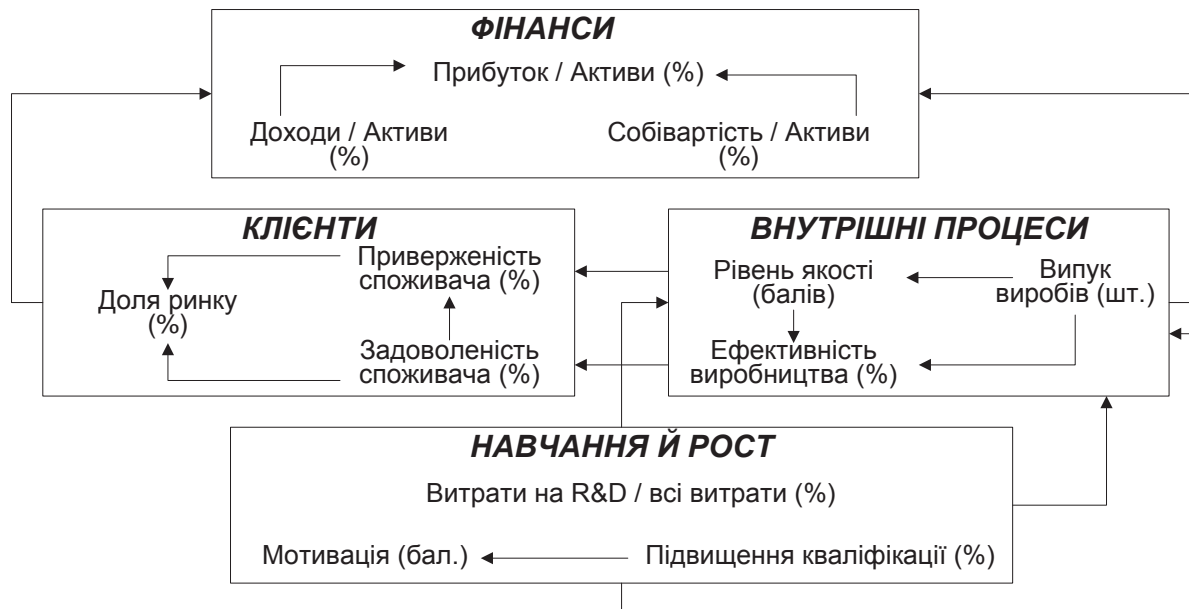 ФІНАНСИ
Прибуток / Активи (%)
Доходи / Активи
(%)
Собівартість / Активи
(%)
КЛІЄНТИ
Приверженість
споживача (%)
Доля ринку
(%)
Задоволеність
споживача (%)
ВНУТРІШНІ ПРОЦЕСИ
Рівень якості
(балів)
Випук
виробів (шт.)
Ефективність
виробництва (%)
НАВЧАННЯ Й РОСТ
Витрати на R&D / всі витрати (%)
Мотивація (бал.)
Підвищення кваліфікації (%)